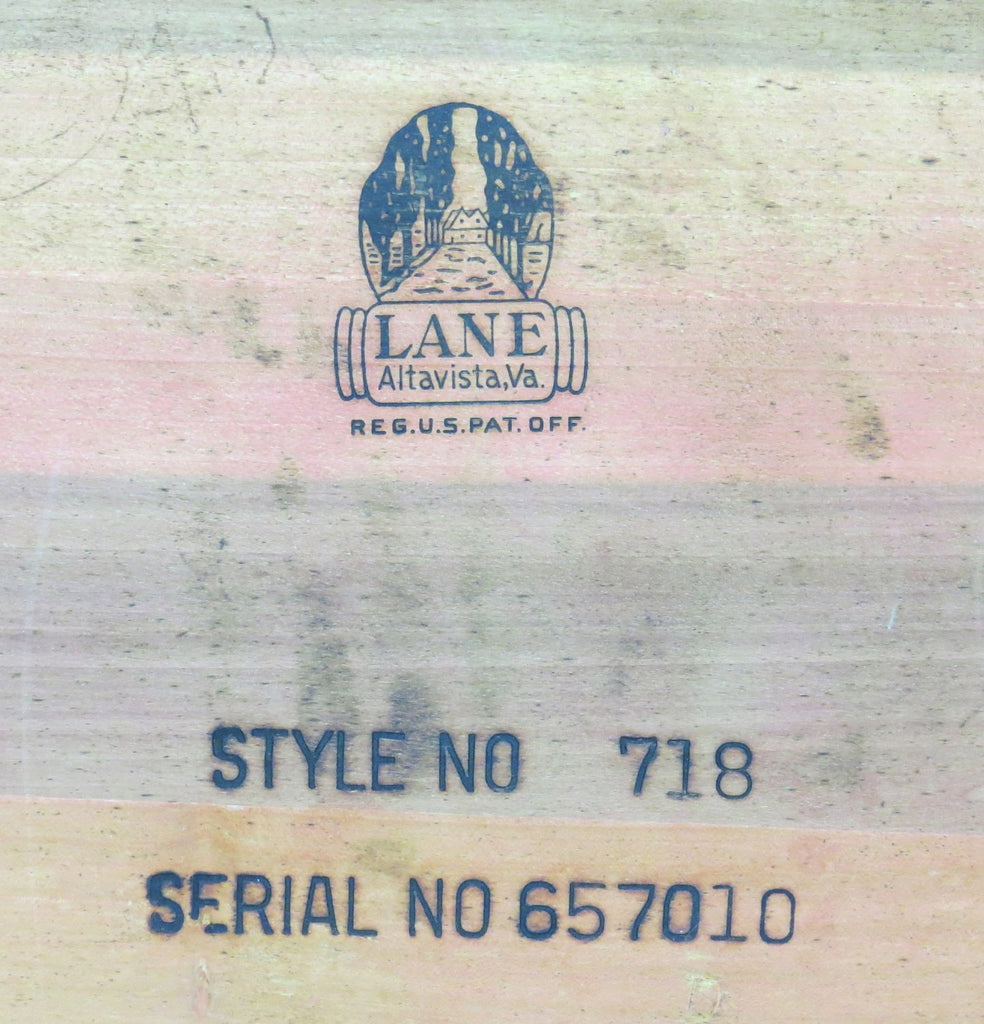 LANE
Altavista, Va.
REG. U.S. PAT. OFF.
STYLE NO 718
SERIAL NO 657010